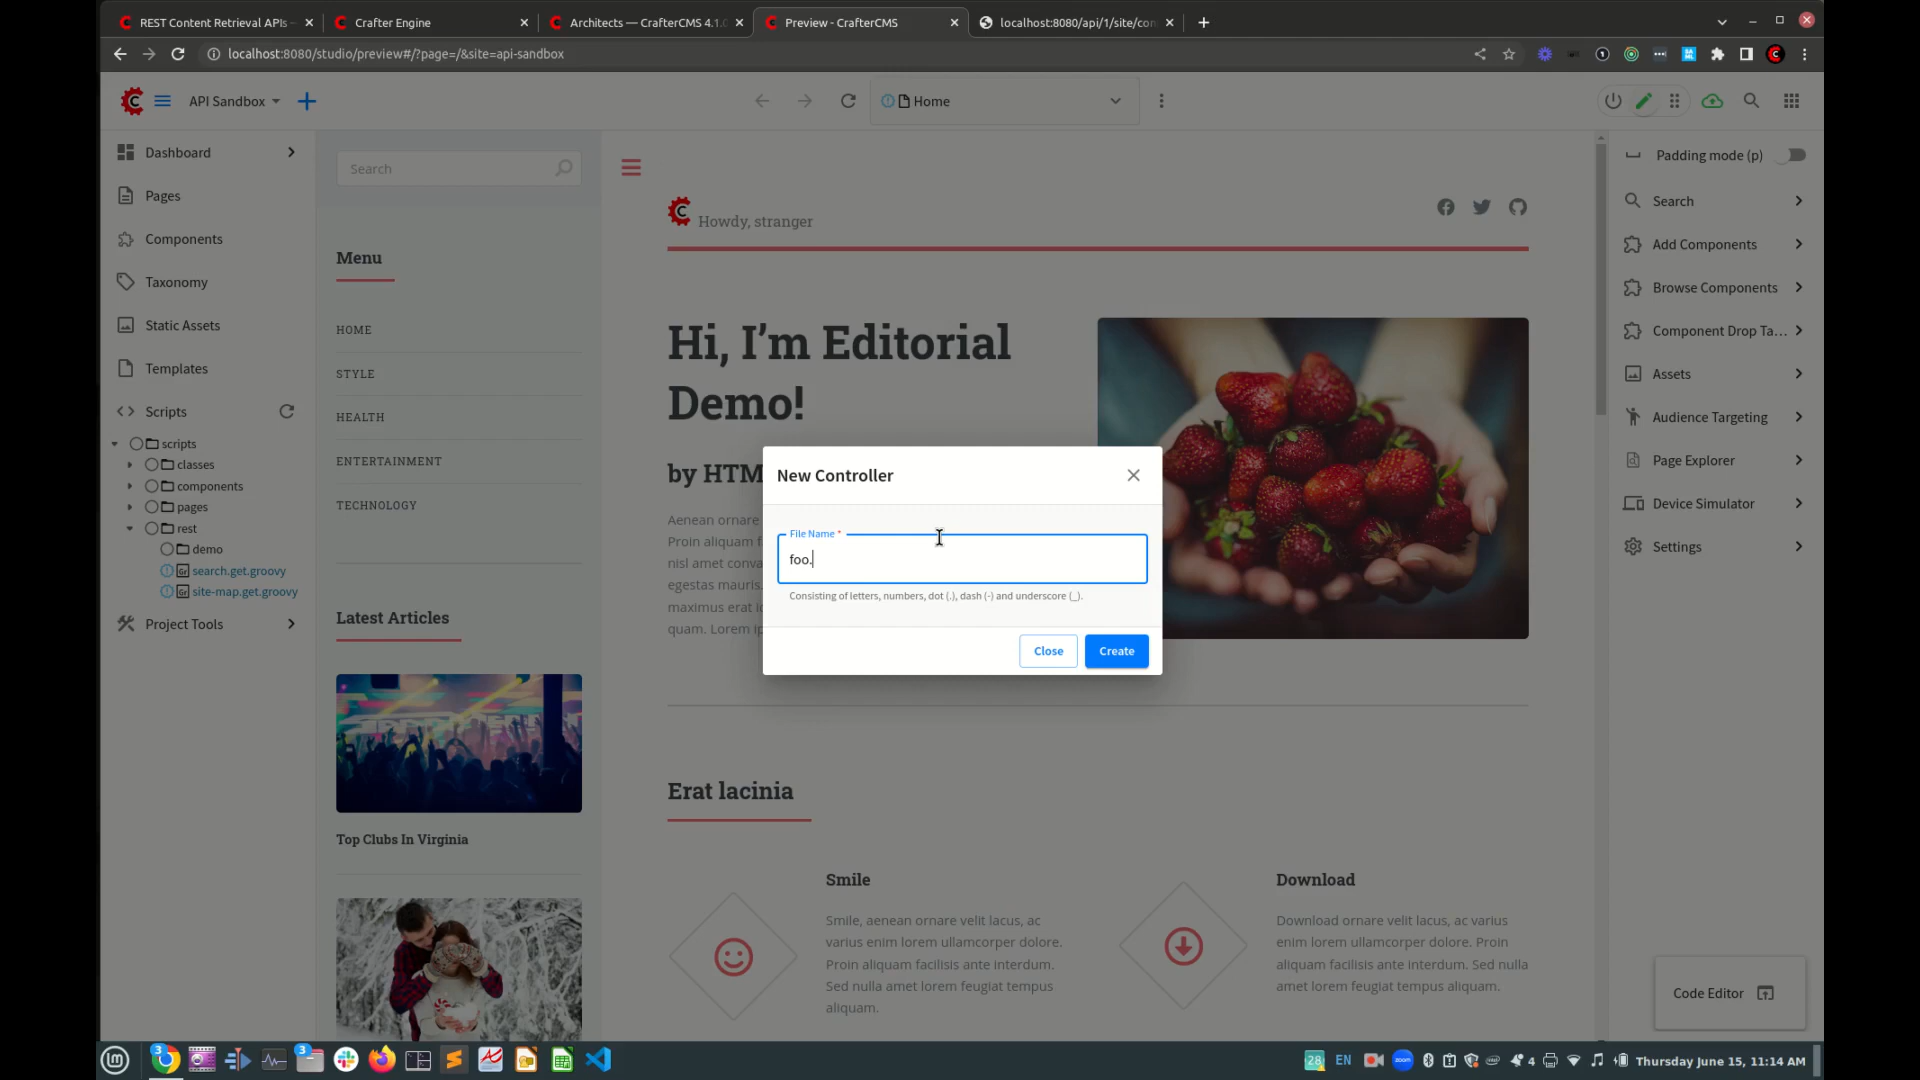 REST Content Retrieval APIs
Crafter Engine
Architects — CrafterCMS 4.1.0
Preview - CrafterCMS
localhost:8080/api/1/site/con
localhost:8080/studio/preview#/?page=/&site=api-sandbox
API Sandbox
Home
Dashboard
Pages
Components
Taxonomy
Static Assets
Templates
Scripts
scripts
classes
components
pages
rest
demo
search.get.groovy
site-map.get.groovy
Project Tools
Search
Menu
HOME
STYLE
HEALTH
ENTERTAINMENT
TECHNOLOGY
Latest Articles
Top Clubs In Virginia
Howdy, stranger
Hi, I’m Editorial
Demo!
by HTM
Aenean ornare
Proin aliquam f
nisl amet conva
egestas mauris.
maximus erat i
quam. Lorem ip
New Controller
File Name *
foo.
Consisting of letters, numbers, dot (.), dash (-) and underscore (_).
Close
Create
Erat lacinia
Smile
Smile, aenean ornare velit lacus, ac
varius enim lorem ullamcorper dolore.
Proin aliquam facilisis ante interdum.
Sed nulla amet lorem feugiat tempus
aliquam.
Download
Download ornare velit lacus, ac varius
enim lorem ullamcorper dolore. Proin
aliquam facilisis ante interdum. Sed nulla
amet lorem feugiat tempus aliquam.
Padding mode (p)
Search
Add Components
Browse Components
Component Drop Ta...
Assets
Audience Targeting
Page Explorer
Device Simulator
Settings
Code Editor
3
3
28
EN
zoom
4
Thursday June 15, 11:14 AM